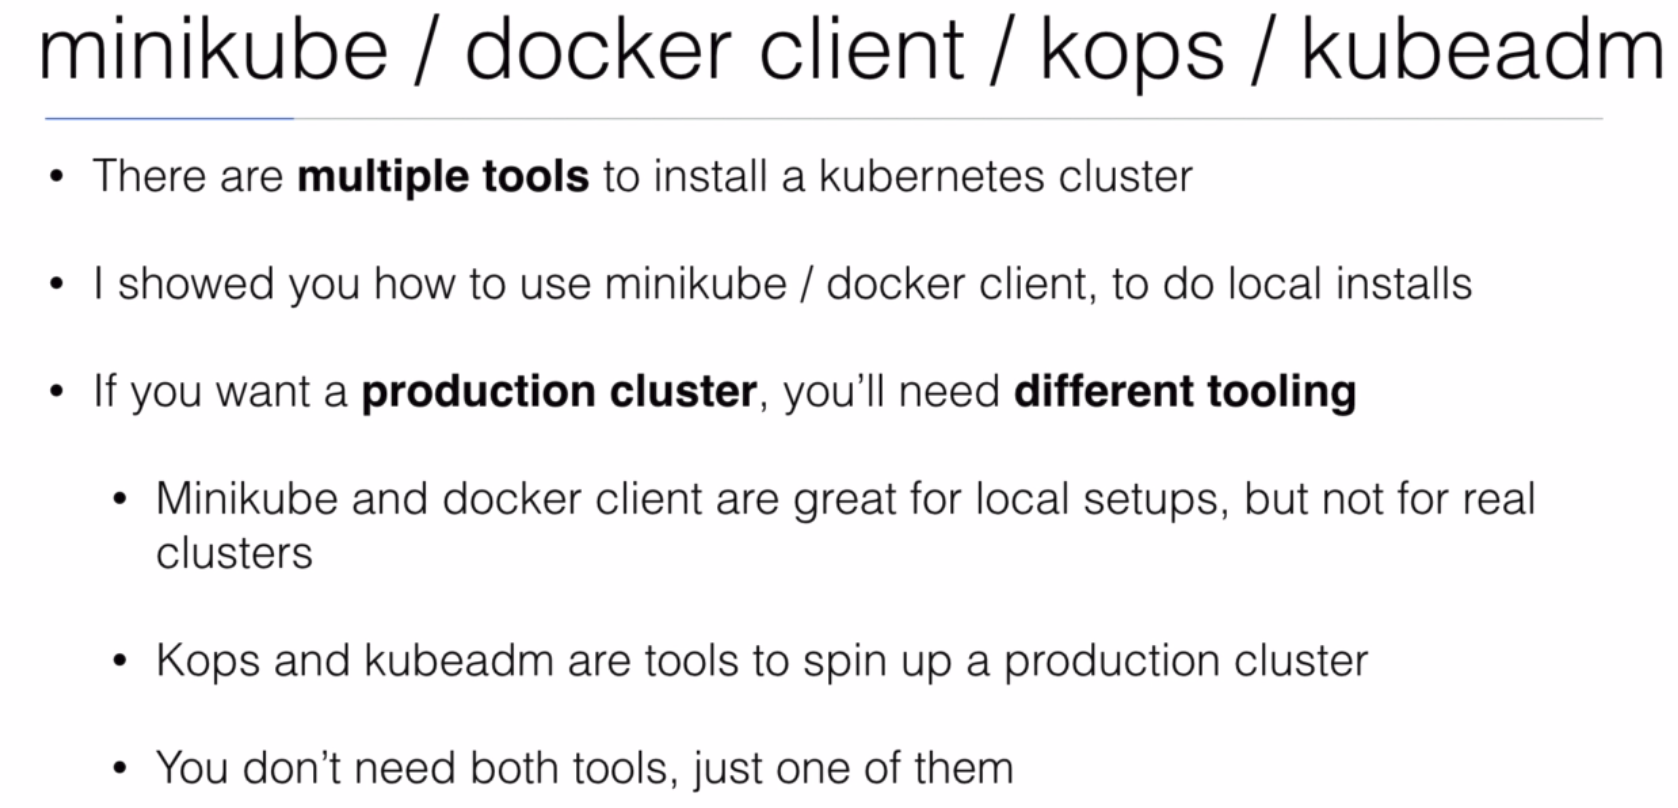 minikube / docker client / kops / kubeadm
• There are multiple tools to install a kubernetes cluster
• I showed you how to use minikube / docker client, to do local installs
• If you want a production cluster, you'll need different tooling
• Minikube and docker client are great for local setups, but not for real
clusters
• Kops and kubeadm are tools to spin up a production cluster
• You don't need both tools, just one of them